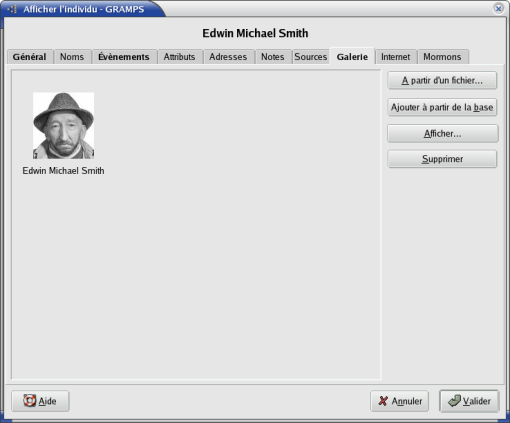 Afficher l'individu - GRAMPS
Edwin Michael Smith
Général Noms Évènements Attributs Adresses Notes Sources Galerie Internet Mormons
A partir d'un fichier...
Ajouter à partir de la base
Afficher...
Supprimer
Edwin Michael Smith
Aide Annuler Valider